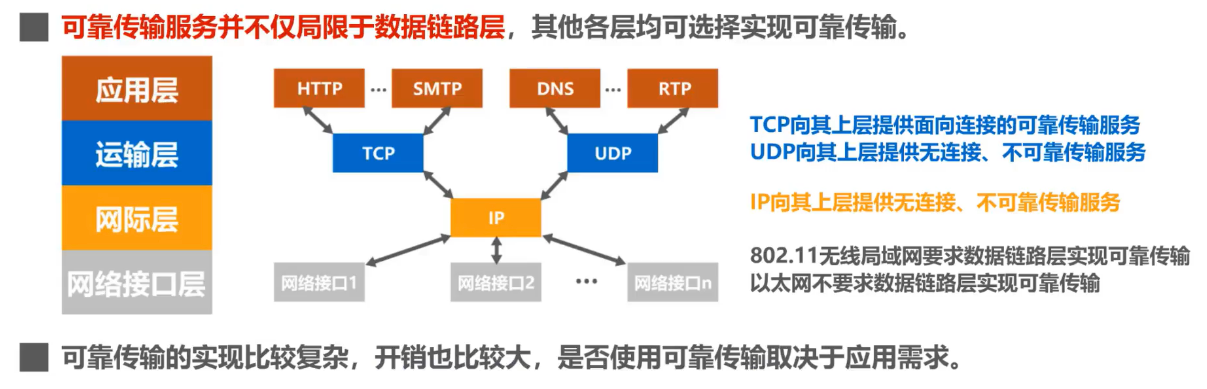 可靠传输服务并不仅局限于数据链路层，其他各层均可选择实现可靠传输。
应用层
HTTP ··· SMTP DNS ··· RTP
运输层
TCP UDP
TCP向其上层提供面向连接的可靠传输服务
UDP向其上层提供无连接、不可靠传输服务
网际层
IP
IP向其上层提供无连接、不可靠传输服务
网络接口层
网络接口1 网络接口2 ··· 网络接口n
802.11无线局域网要求数据链路层实现可靠传输
以太网不要求数据链路层实现可靠传输
可靠传输的实现比较复杂，开销也比较大，是否使用可靠传输取决于应用需求。